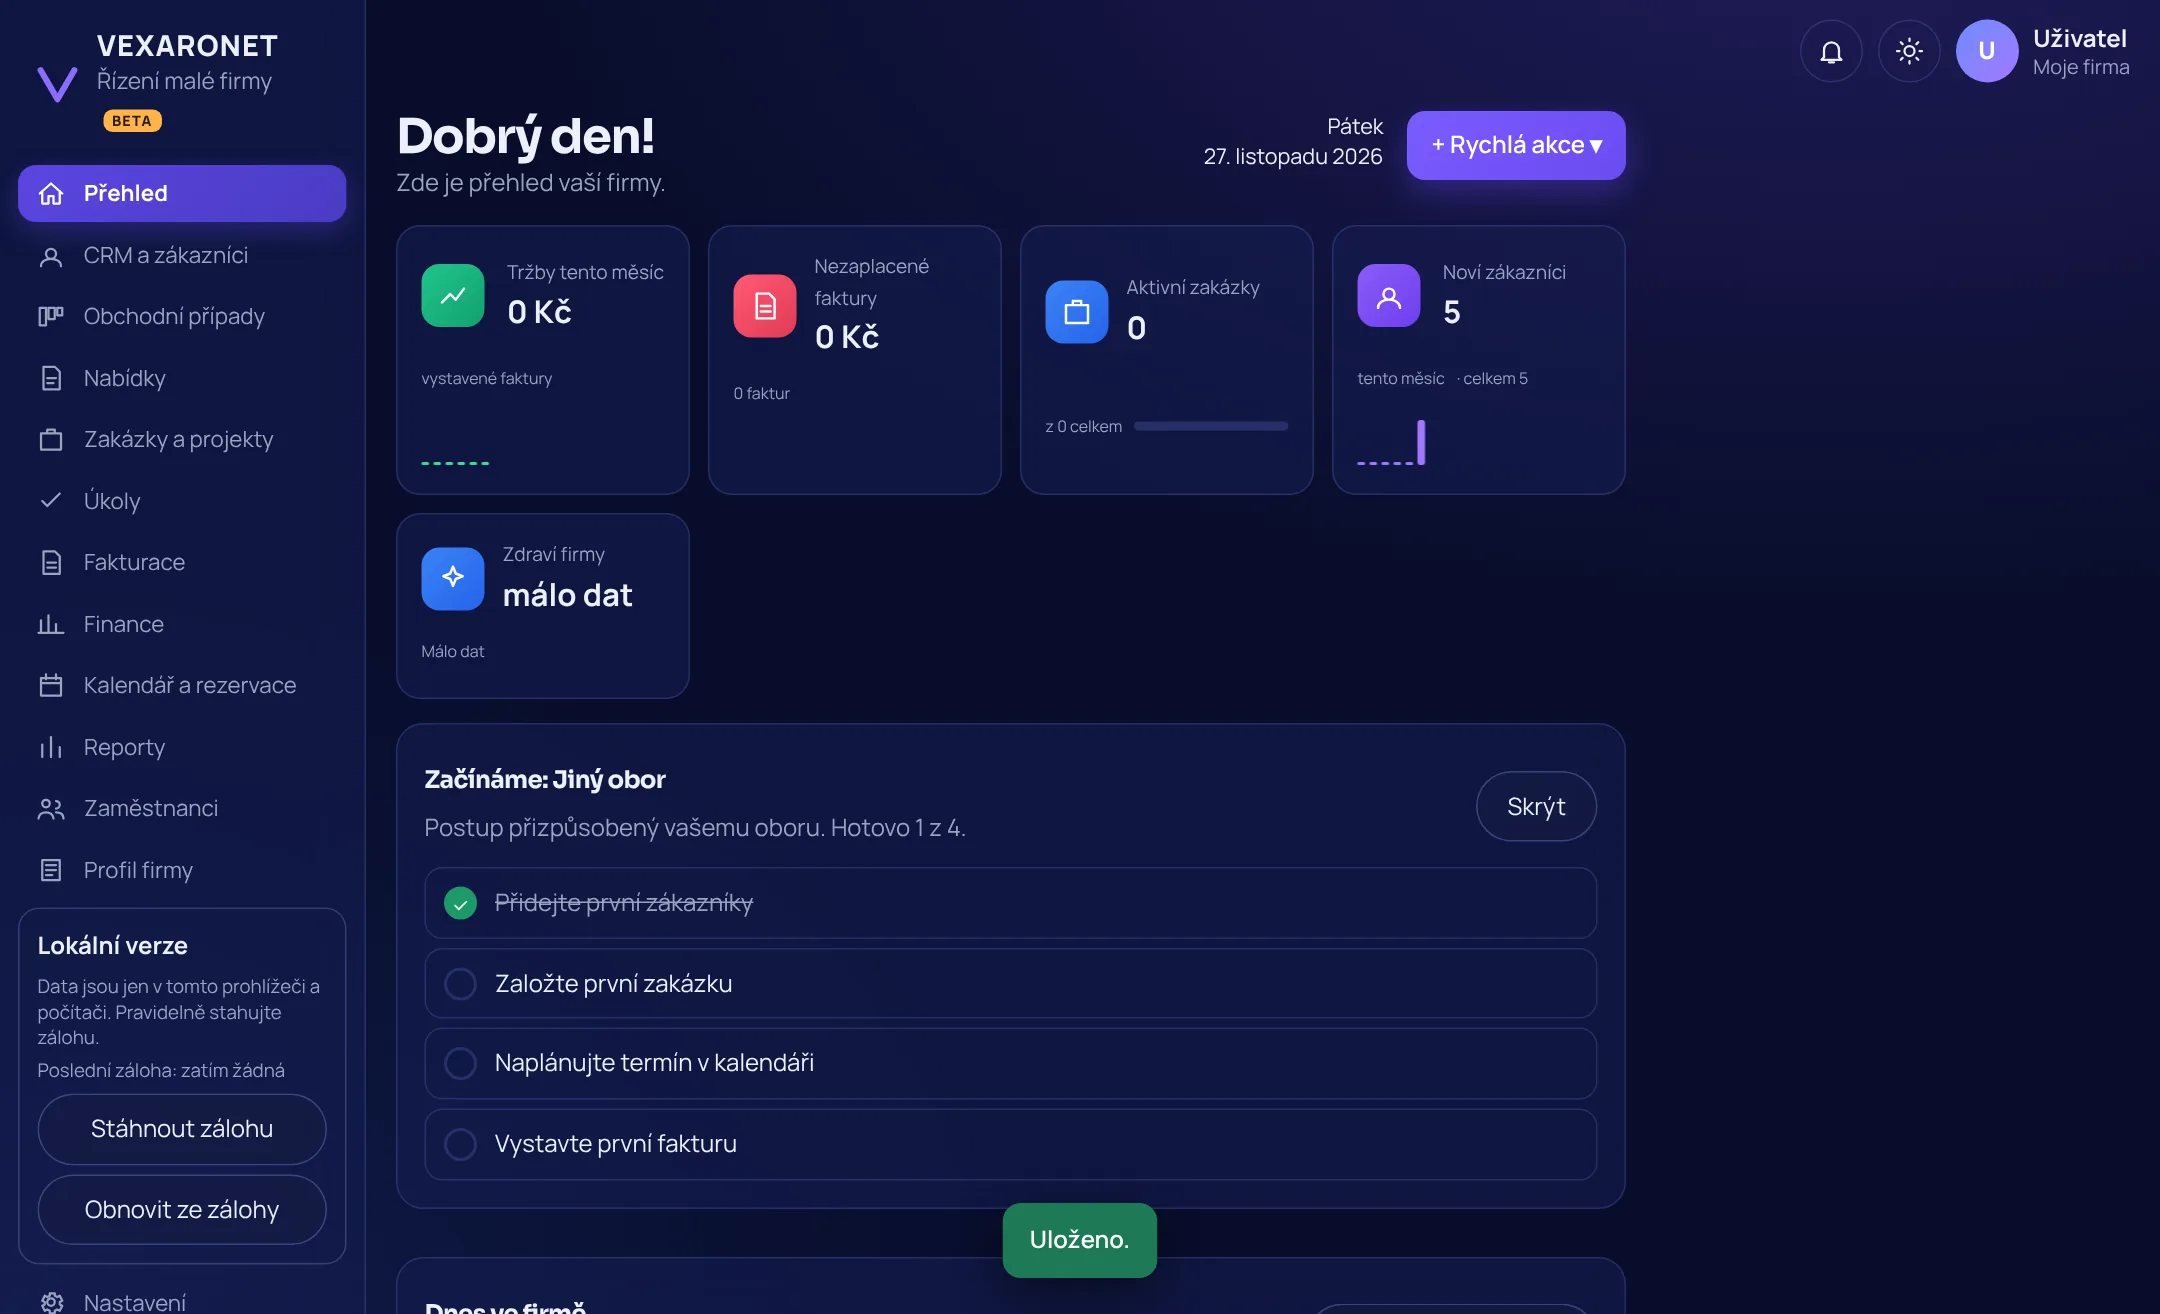 VEXARONET
Řízení malé firmy
BETA
Přehled
CRM a zákazníci
Obchodní případy
Nabídky
Zakázky a projekty
Úkoly
Fakturace
Finance
Kalendář a rezervace
Reporty
Zaměstnanci
Profil firmy
Lokální verze
Data jsou jen v tomto prohlížeči a
počítači. Pravidelně stahujte
zálohu.
Poslední záloha: zatím žádná
Stáhnout zálohu
Obnovit ze zálohy
Nastavení
U
Uživatel
Moje firma
Dobrý den!
Zde je přehled vaší firmy.
Pátek
27. listopadu 2026
+ Rychlá akce ▾
Tržby tento měsíc
0 Kč
vystavené faktury
Nezaplacené
faktury
0 Kč
0 faktur
Aktivní zakázky
0
z 0 celkem
Noví zákazníci
5
tento měsíc · celkem 5
Zdraví firmy
málo dat
Málo dat
Začínáme: Jiný obor
Postup přizpůsobený vašemu oboru. Hotovo 1 z 4.
Skrýt
Přidejte první zákazníky
Založte první zakázku
Naplánujte termín v kalendáři
Vystavte první fakturu
Uloženo.
Dnes ve firmě